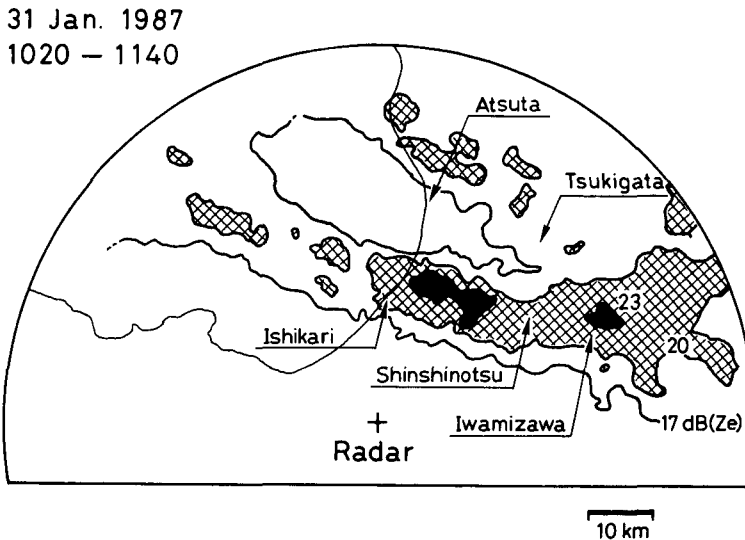 31 Jan. 1987
1020 — 1140
Atsuta
Tsukigata
23
Ishikari
20
Shinshinotsu
Iwamizawa
17 dB(Ze)
+
Radar
10 km